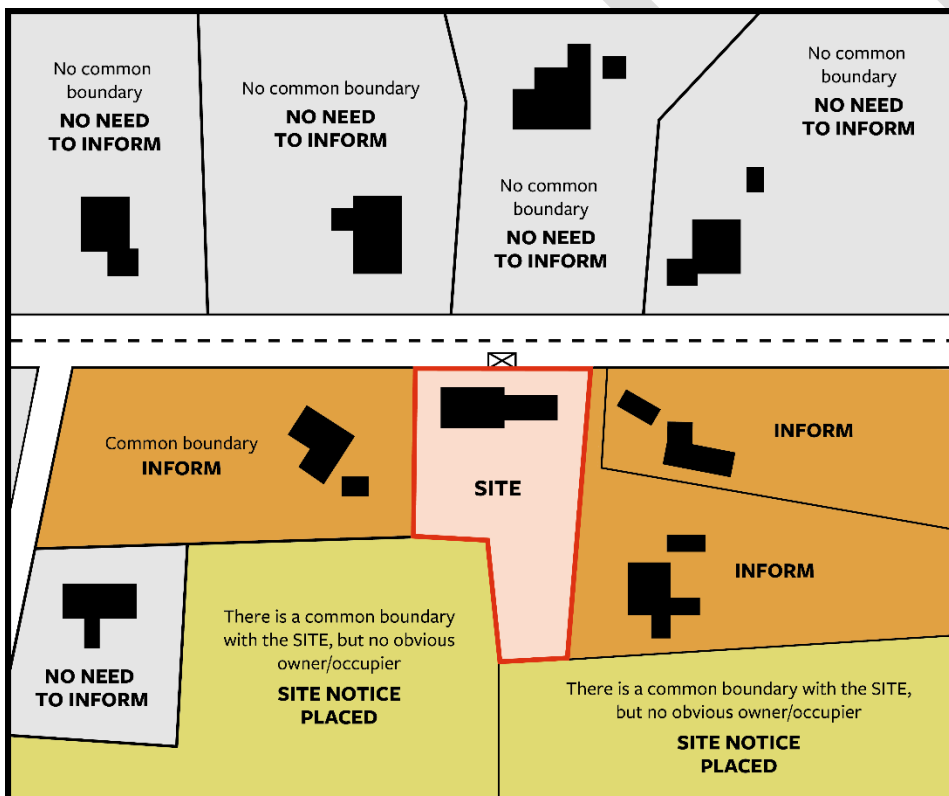 No common
boundary
NO NEED
TO INFORM
No common boundary
NO NEED
TO INFORM
No common
boundary
NO NEED
TO INFORM
No common
boundary
NO NEED
TO INFORM
Common boundary
INFORM
SITE
INFORM
INFORM
NO NEED
TO INFORM
There is a common boundary
with the SITE, but no obvious
owner/occupier
SITE NOTICE
PLACED
There is a common boundary with the SITE,
but no obvious owner/occupier
SITE NOTICE
PLACED